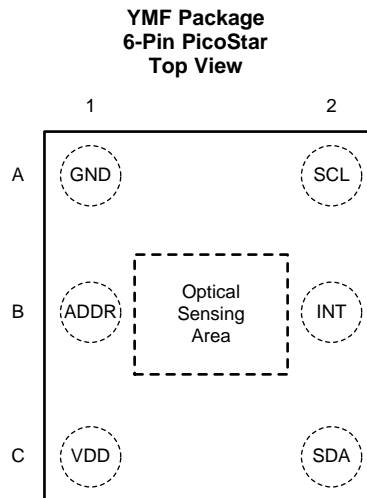 YMF Package
6-Pin PicoStar
Top View
1 2
A GND SCL
Optical
B ADDR Sensing INT
Area
C VDD SDA